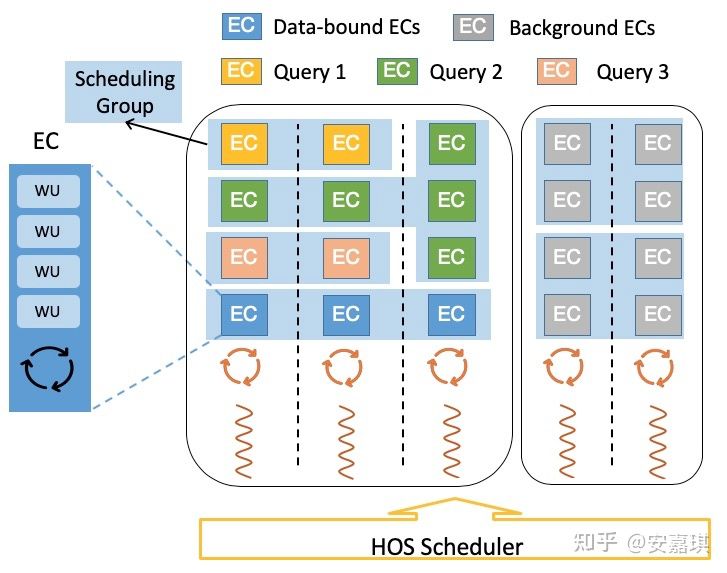 EC Data-bound ECs EC Background ECs
EC Query 1 EC Query 2 EC Query 3
Scheduling
Group
EC
WU
WU
WU
WU
EC EC EC EC EC
EC EC EC EC EC
EC EC EC EC EC
EC EC EC EC EC
HOS Scheduler
知乎 @安嘉琪